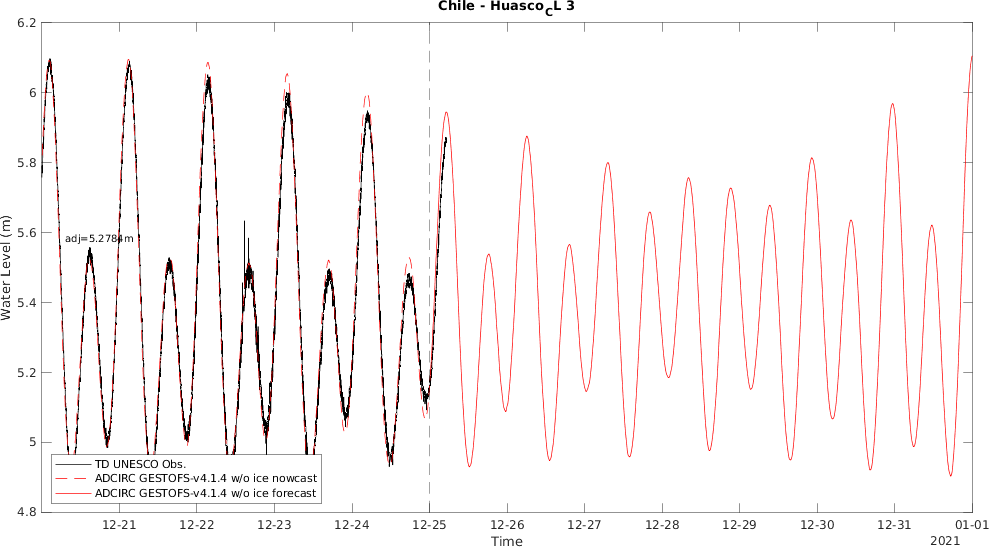 Chile - Huasco_CL 3
6.2
6
5.8
5.6
5.4
5.2
5
4.8
Water Level (m)
adj=5.2784m
TD UNESCO Obs.
ADCIRC GESTOFS-v4.1.4 w/o ice nowcast
ADCIRC GESTOFS-v4.1.4 w/o ice forecast
12-21 12-22 12-23 12-24 12-25 12-26 12-27 12-28 12-29 12-30 12-31 01-01
Time
2021